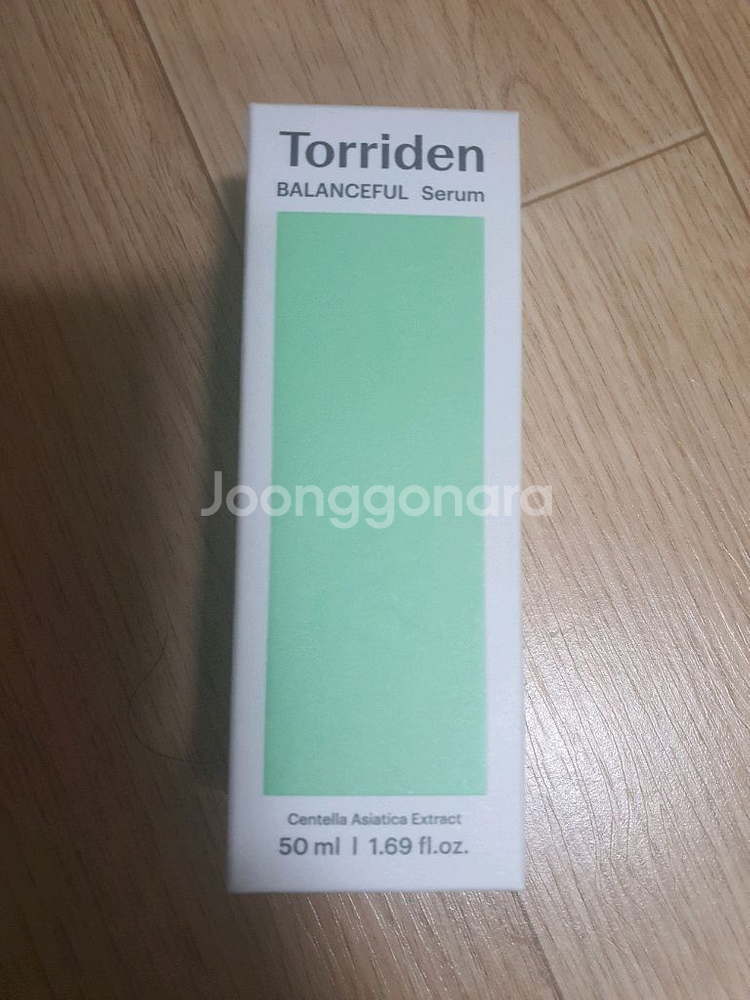 Torriden
BALANCEFUL Serum
Joonggonara
Centella Asiatica Extract
50 ml | 1.69 fl.oz.